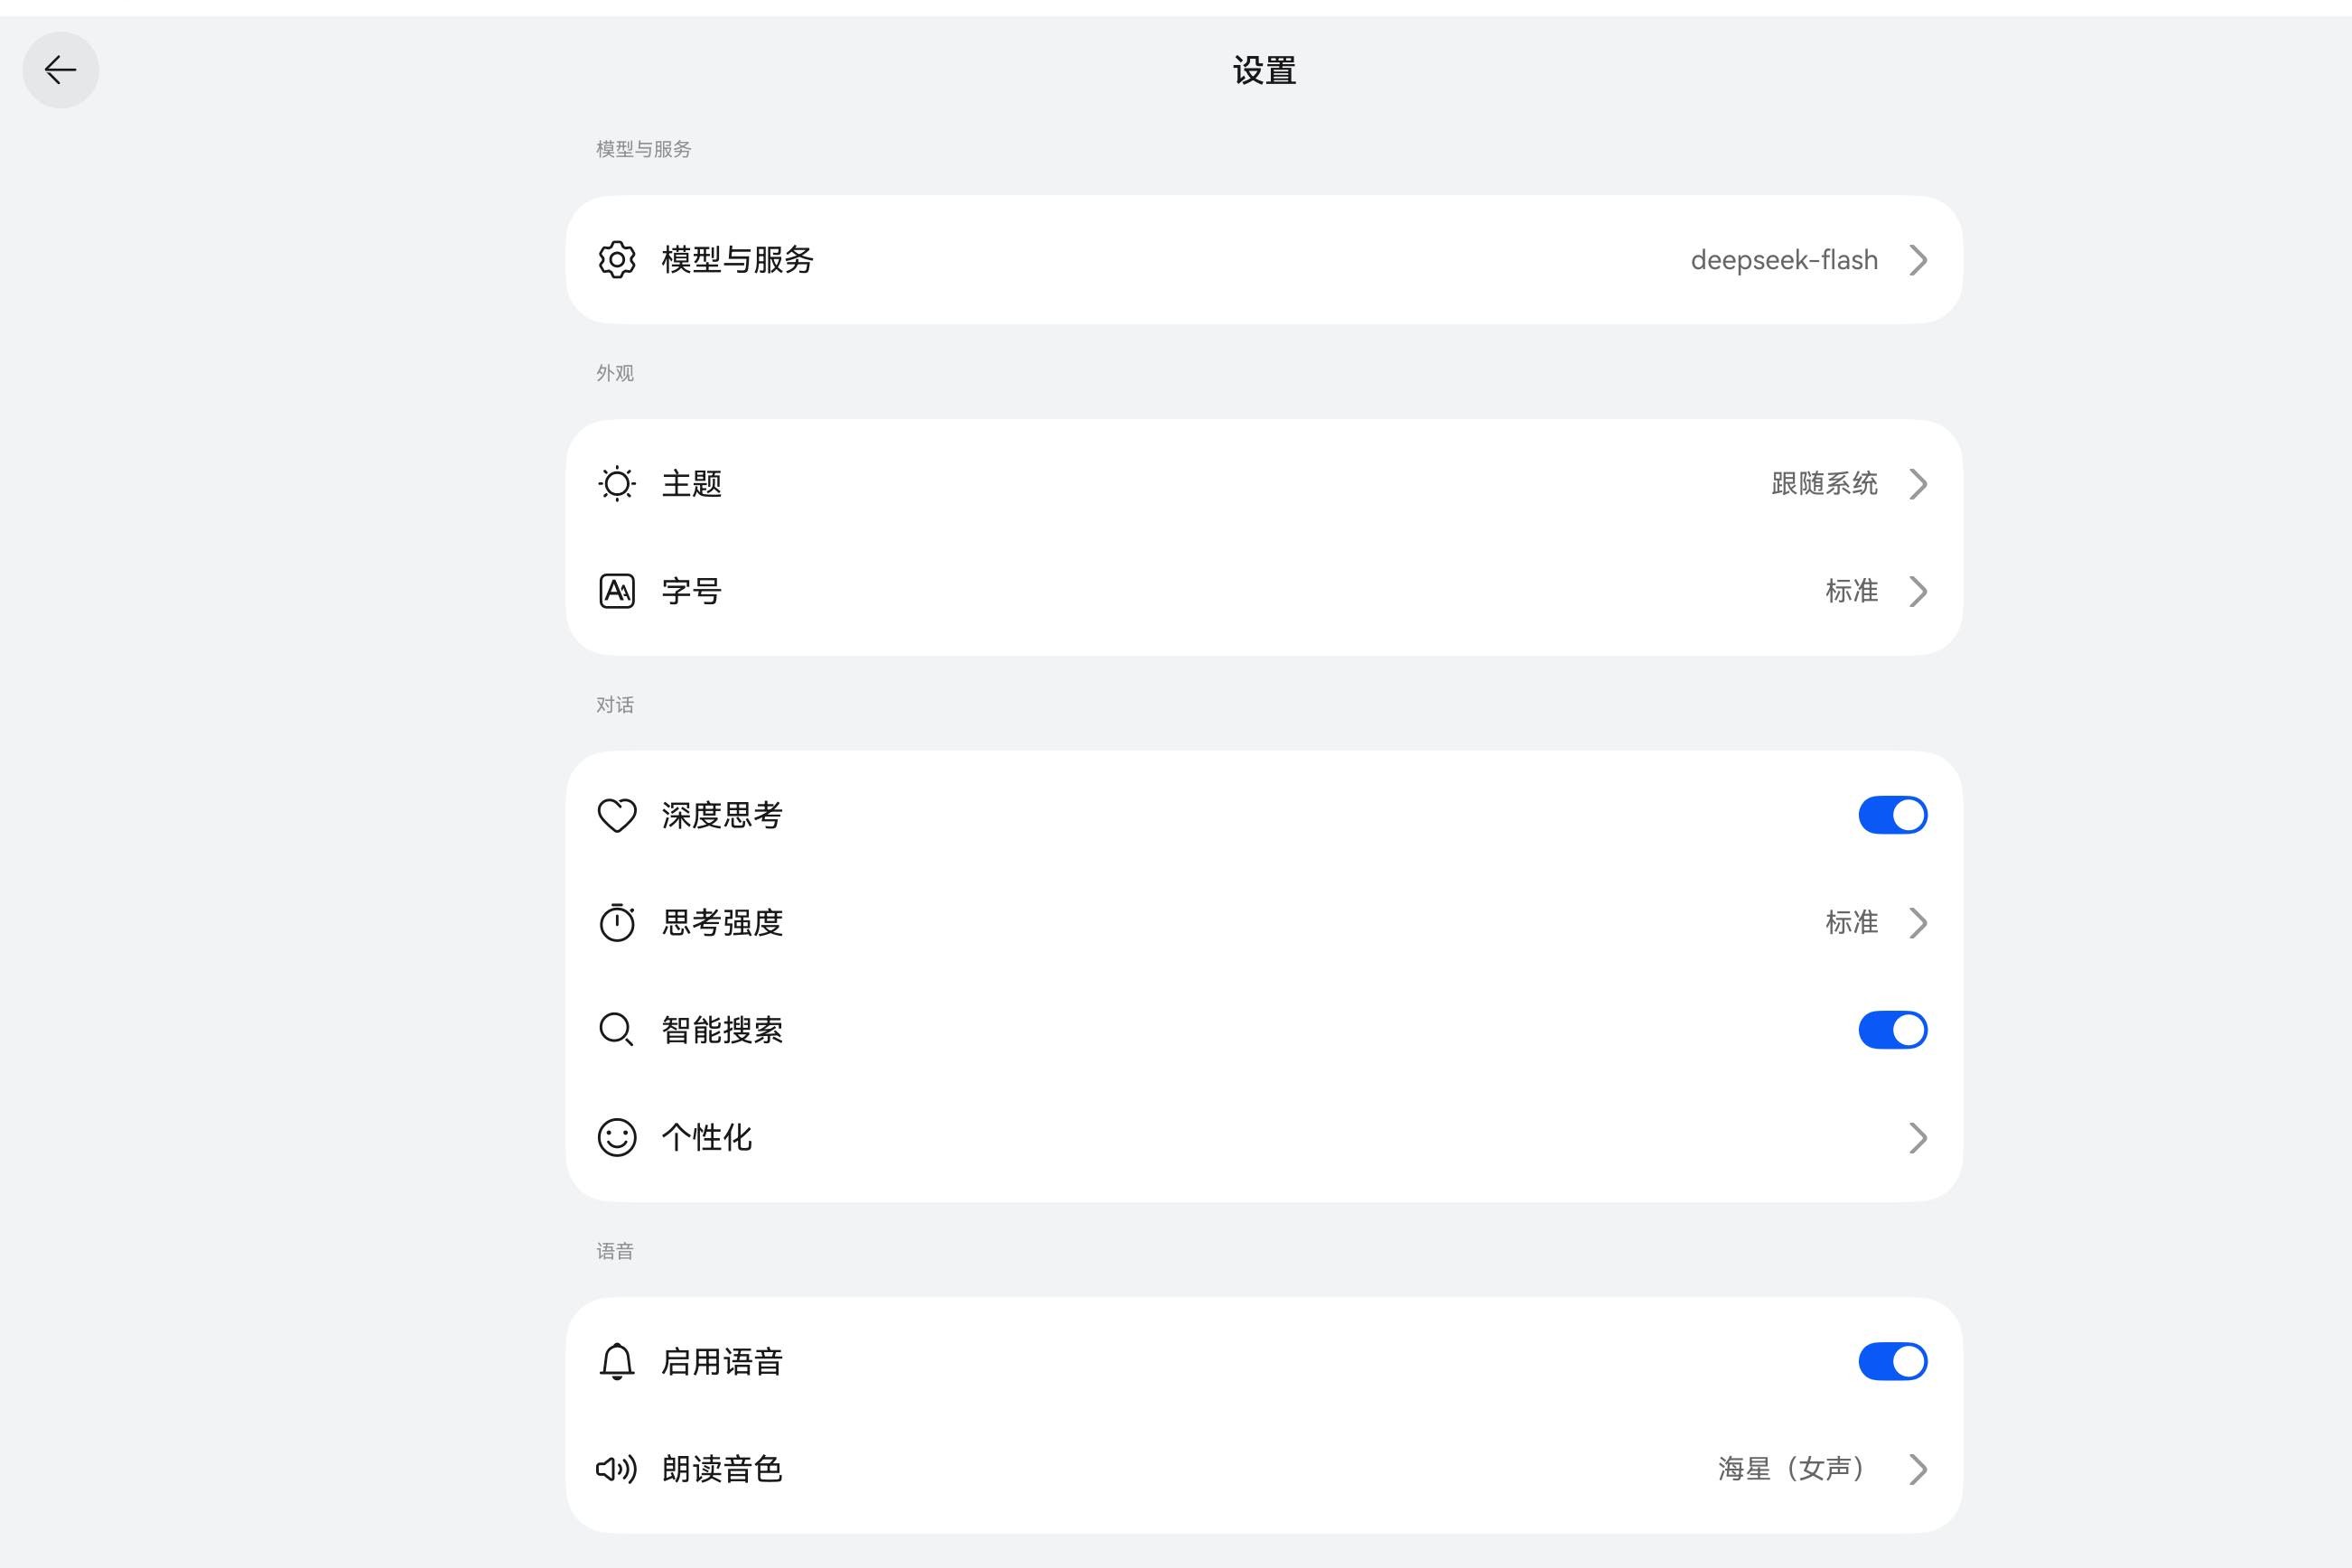 设置
模型与服务
模型与服务 deepseek-flash
外观
主题 跟随系统
字号 标准
对话
深度思考
思考强度 标准
智能搜索
个性化
语音
启用语音
朗读音色 海星（女声）